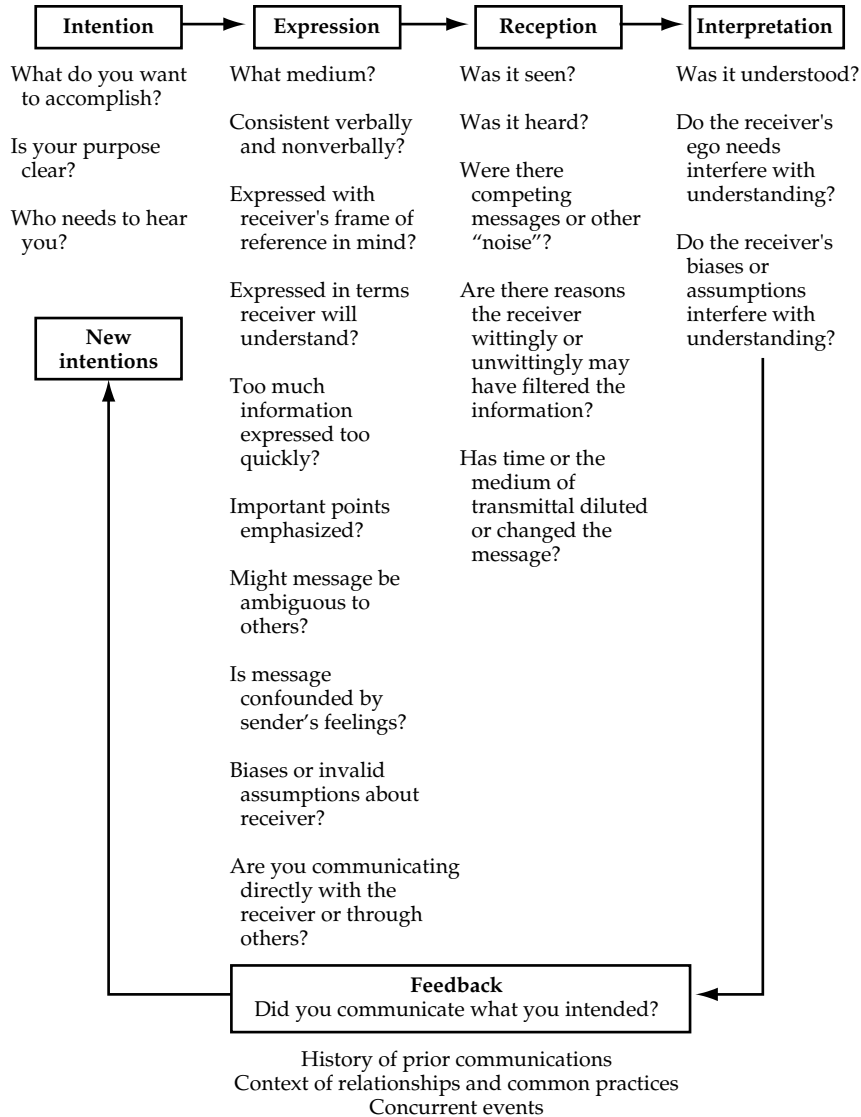 Intention
Expression
Reception
Interpretation
What do you want
to accomplish?
Is your purpose
clear?
Who needs to hear
you?
New
intentions
What medium?
Consistent verbally
and nonverbally?
Expressed with
receiver's frame of
reference in mind?
Expressed in terms
receiver will
understand?
Too much
information
expressed too
quickly?
Important points
emphasized?
Might message be
ambiguous to
others?
Is message
confounded by
sender’s feelings?
Biases or invalid
assumptions about
receiver?
Are you communicating
directly with the
receiver or through
others?
Was it seen?
Was it heard?
Were there
competing
messages or other
“noise”?
Are there reasons
the receiver
wittingly or
unwittingly may
have filtered the
information?
Has time or the
medium of
transmittal diluted
or changed the
message?
Was it understood?
Do the receiver's
ego needs
interfere with
understanding?
Do the receiver's
biases or
assumptions
interfere with
understanding?
Feedback
Did you communicate what you intended?
History of prior communications
Context of relationships and common practices
Concurrent events